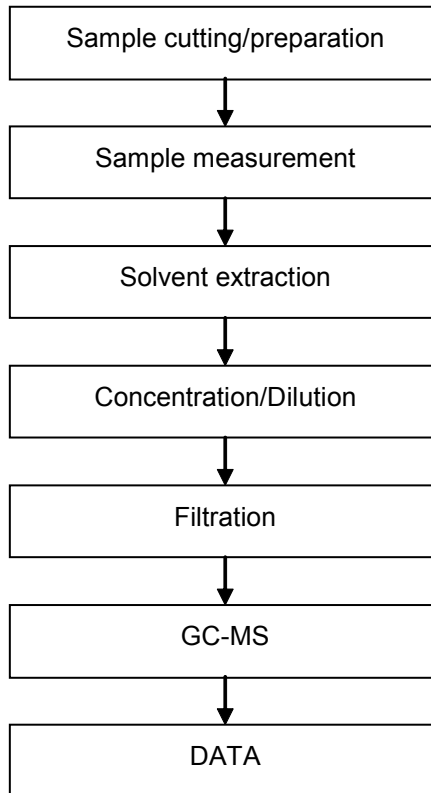 Sample cutting/preparation
Sample measurement
Solvent extraction
Concentration/Dilution
Filtration
GC-MS
DATA